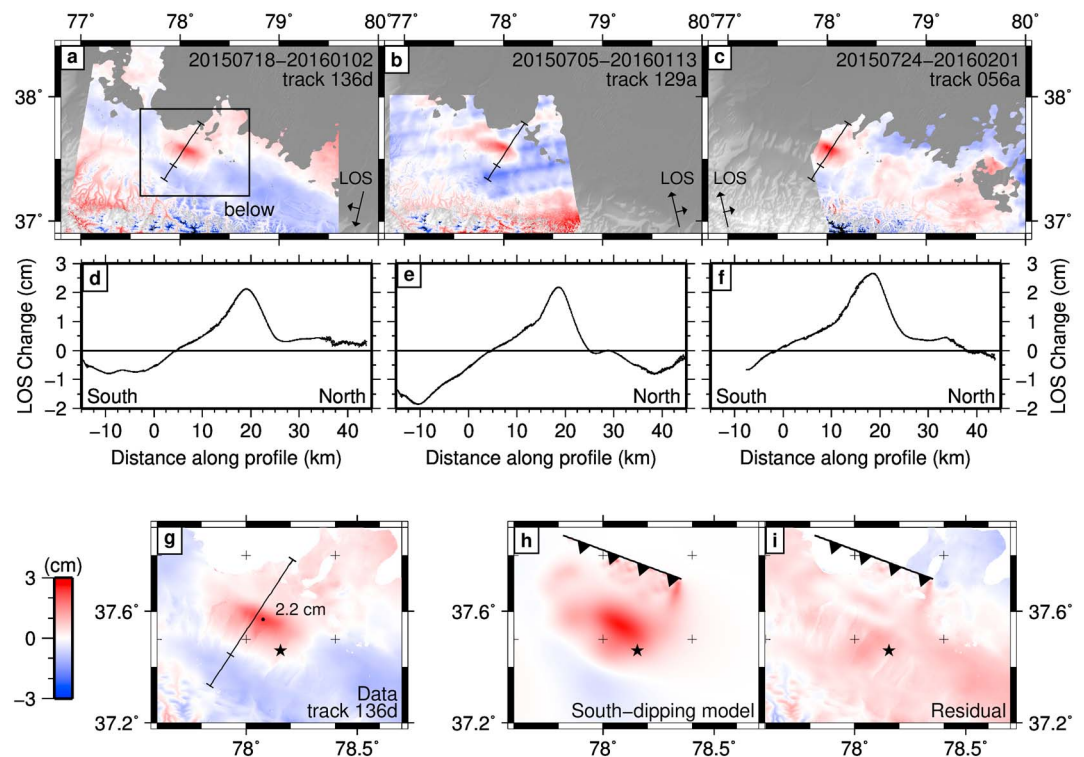 77 78 79 80 77 78 79 80 77 78 79 80˚
a 20150718−20160102
track 136d
b 20150705−20160113
track 129a
c 20150724−20160201
track 056a
38˚ 38˚
LOS LOS LOS
below
37˚ 37˚
3 d e f 3
2 2
1 1
0 0
−1 −1
−2 −2
LOS Change (cm) LOS Change (cm)
South North South North South North
−10 0 10 20 30 40 −10 0 10 20 30 40 −10 0 10 20 30 40
Distance along profile (km) Distance along profile (km) Distance along profile (km)
g h i
(cm)
3
0
−3
37.6˚ 37.6˚ 37.6˚
2.2 cm
Data
track 136d
South−dipping model
Residual
37.2˚ 37.2˚ 37.2˚
78˚ 78.5˚ 78˚ 78.5˚ 78˚ 78.5˚